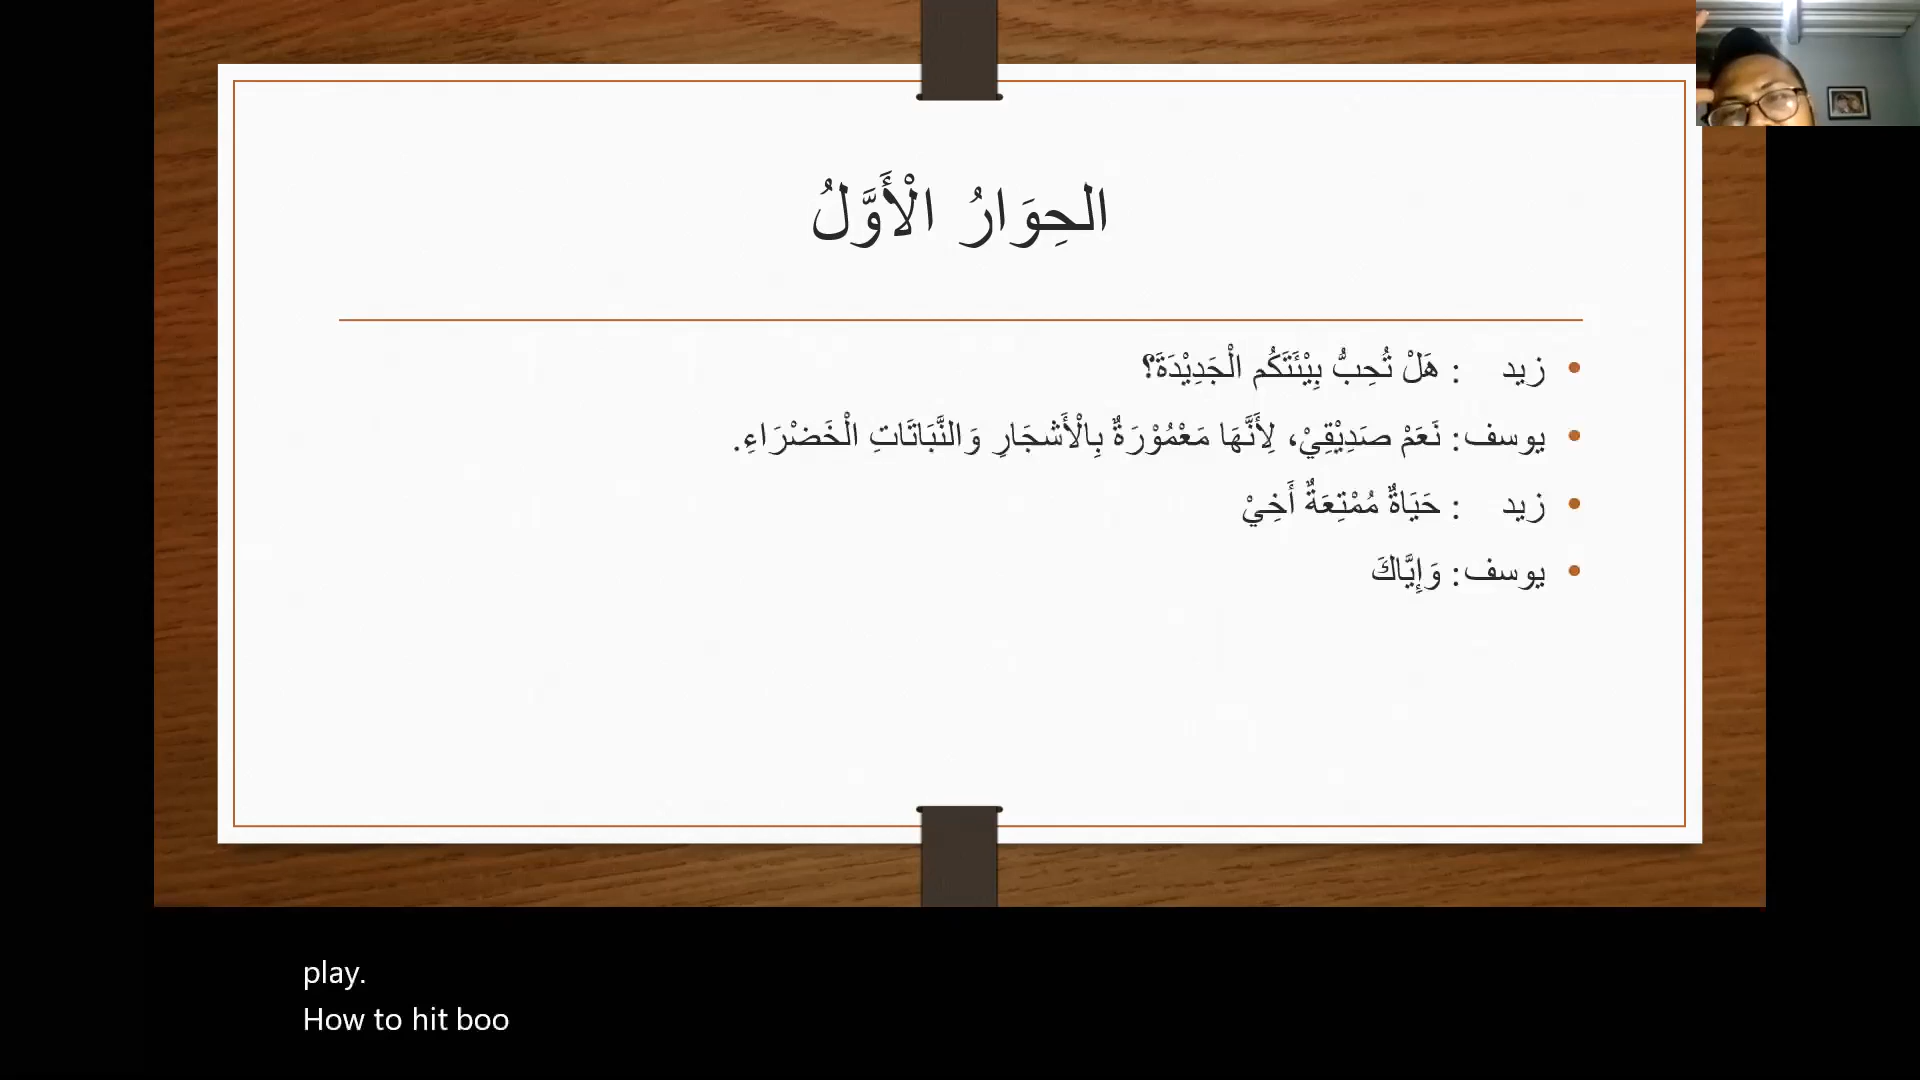 الحِوَارُ الْأَوَّلُ
زيد : هَلْ تُحِبُّ بِيْئَتَكُم الْجَدِيْدَةَ؟
يوسف: نَعَمْ صَدِيْقِيْ، لِأَنَّهَا مَعْمُوْرَةٌ بِالْأَشجَارِ وَالنَّبَاتَاتِ الْخَضْرَاءِ.
زيد : حَيَاةٌ مُمْتِعَةٌ أَخِيْ
يوسف: وَإِيَّاكَ
play.
How to hit boo